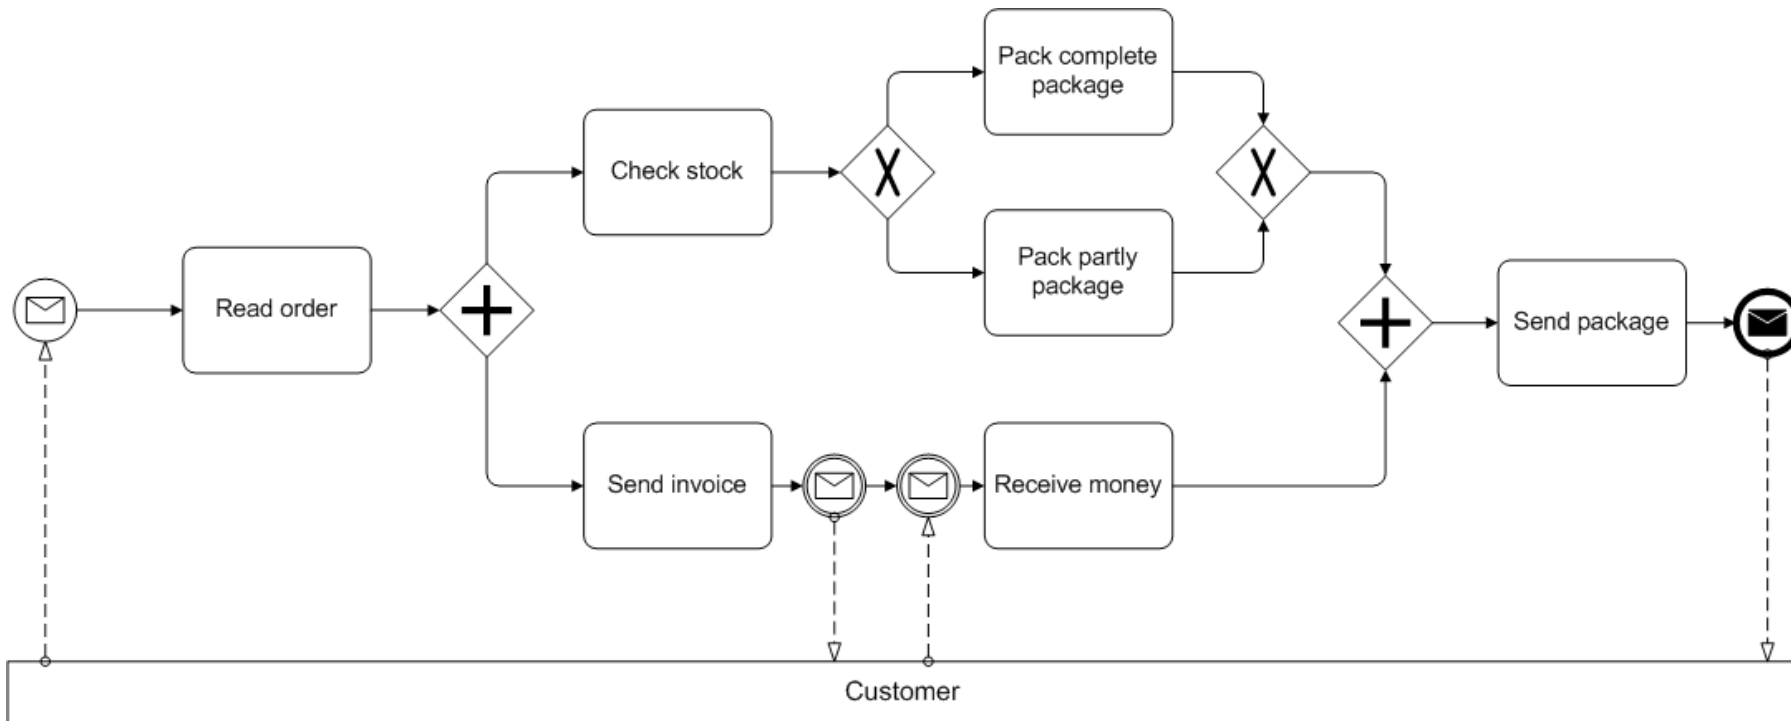 Pack complete
package
Check stock
Pack partly
package
Read order
Send package
Send invoice
Receive money
Customer